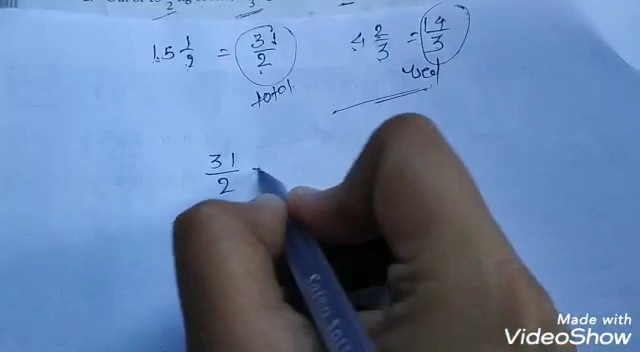 15 1/2 = 31/2 4 2/3 = 14/3
total used
31/2 -
Made with
VideoShow